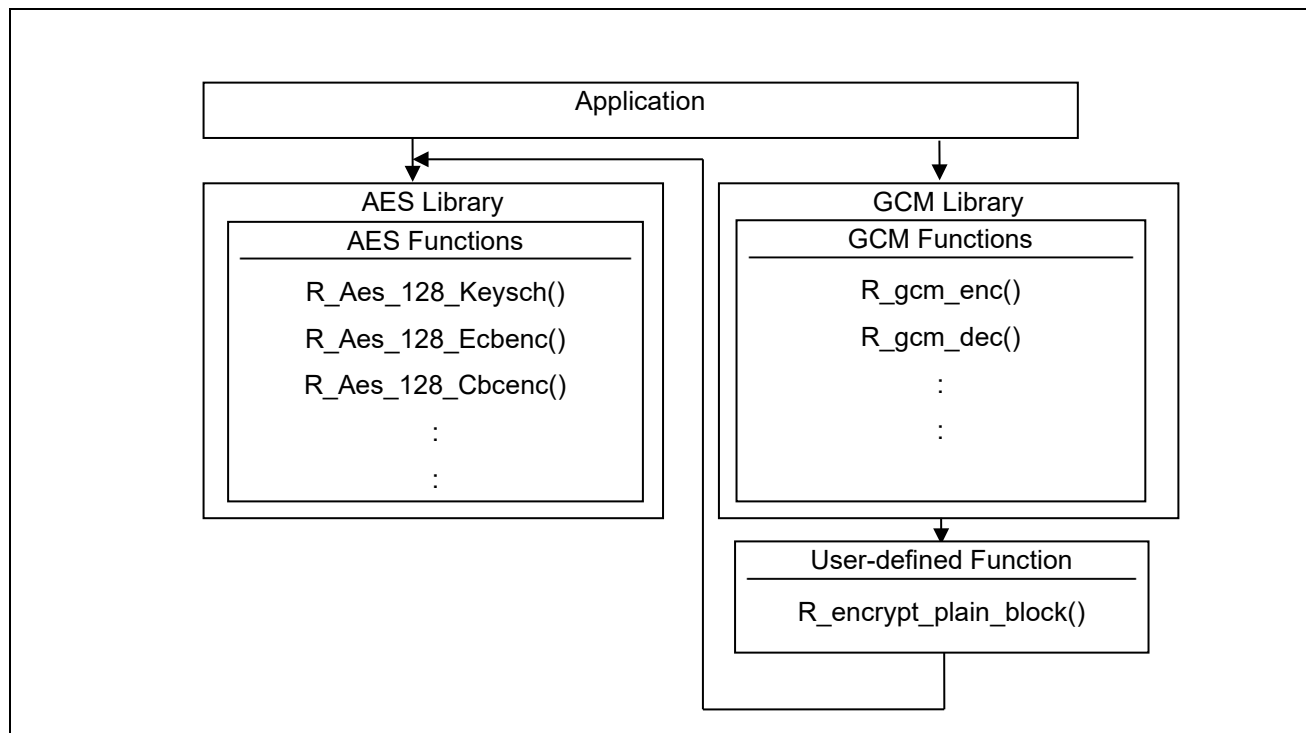 Application
AES Library
AES Functions
R_Aes_128_Keysch()
R_Aes_128_Ecbenc()
R_Aes_128_Cbcenc()
:
:
GCM Library
GCM Functions
R_gcm_enc()
R_gcm_dec()
:
:
User-defined Function
R_encrypt_plain_block()